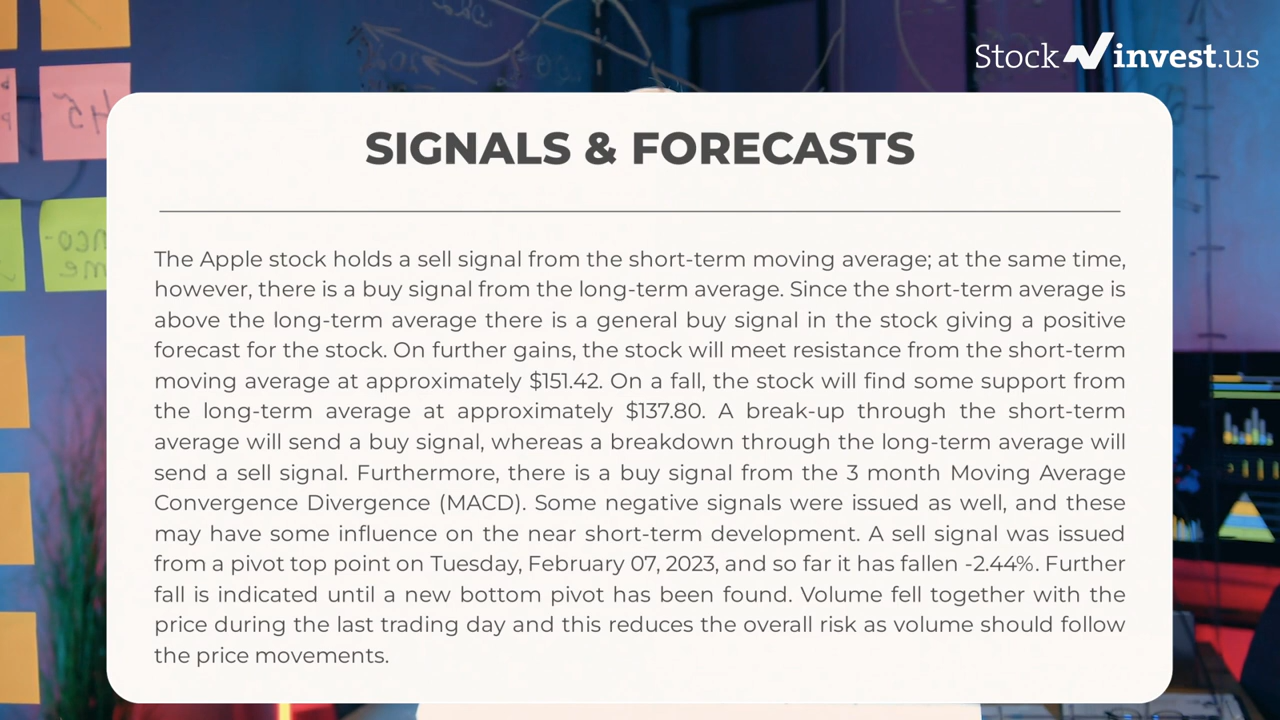 Stock invest.us
SIGNALS & FORECASTS
The Apple stock holds a sell signal from the short-term moving average; at the same time,
however, there is a buy signal from the long-term average. Since the short-term average is
above the long-term average there is a general buy signal in the stock giving a positive
forecast for the stock. On further gains, the stock will meet resistance from the short-term
moving average at approximately $151.42. On a fall, the stock will find some support from
the long-term average at approximately $137.80. A break-up through the short-term
average will send a buy signal, whereas a breakdown through the long-term average will
send a sell signal. Furthermore, there is a buy signal from the 3 month Moving Average
Convergence Divergence (MACD). Some negative signals were issued as well, and these
may have some influence on the near short-term development. A sell signal was issued
from a pivot top point on Tuesday, February 07, 2023, and so far it has fallen -2.44%. Further
fall is indicated until a new bottom pivot has been found. Volume fell together with the
price during the last trading day and this reduces the overall risk as volume should follow
the price movements.
45
inco-
me